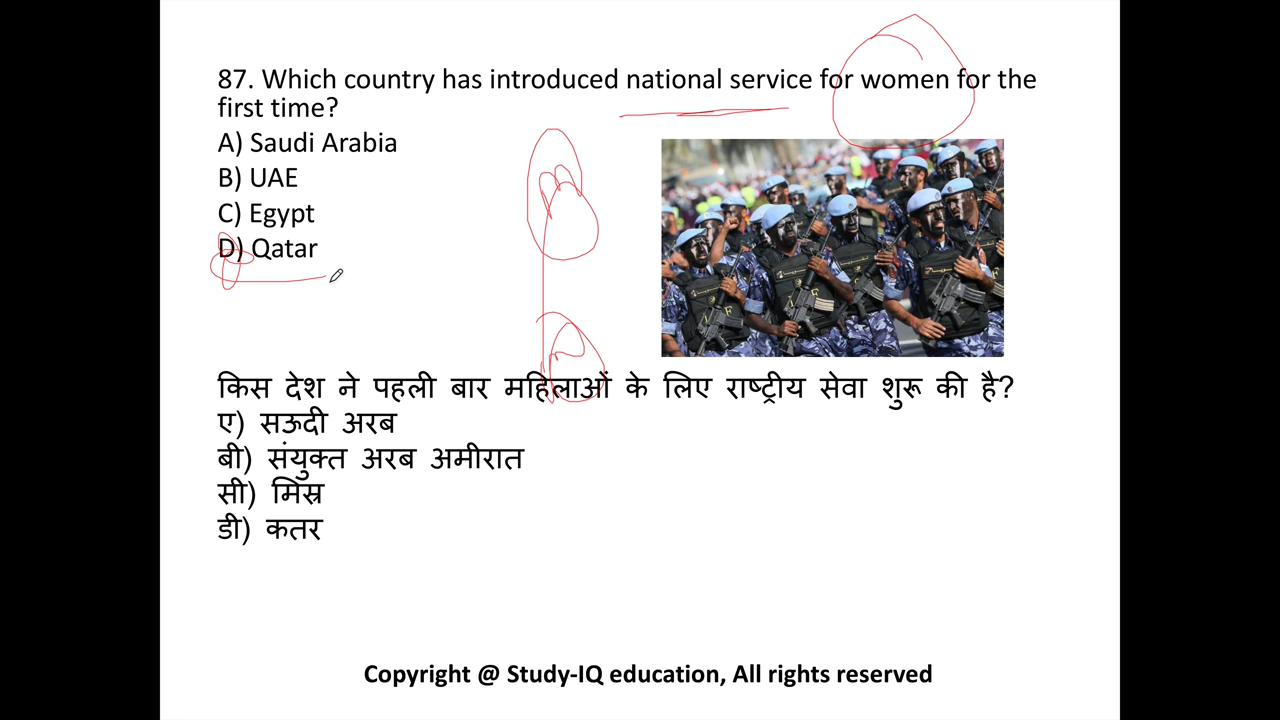 87. Which country has introduced national service for women for the
first time?
A) Saudi Arabia
B) UAE
C) Egypt
D) Qatar
किस देश ने पहली बार महिलाओं के लिए राष्ट्रीय सेवा शुरू की है?
ए) सऊदी अरब
बी) संयुक्त अरब अमीरात
सी) मिस्र
डी) कतर
Copyright @ Study-IQ education, All rights reserved